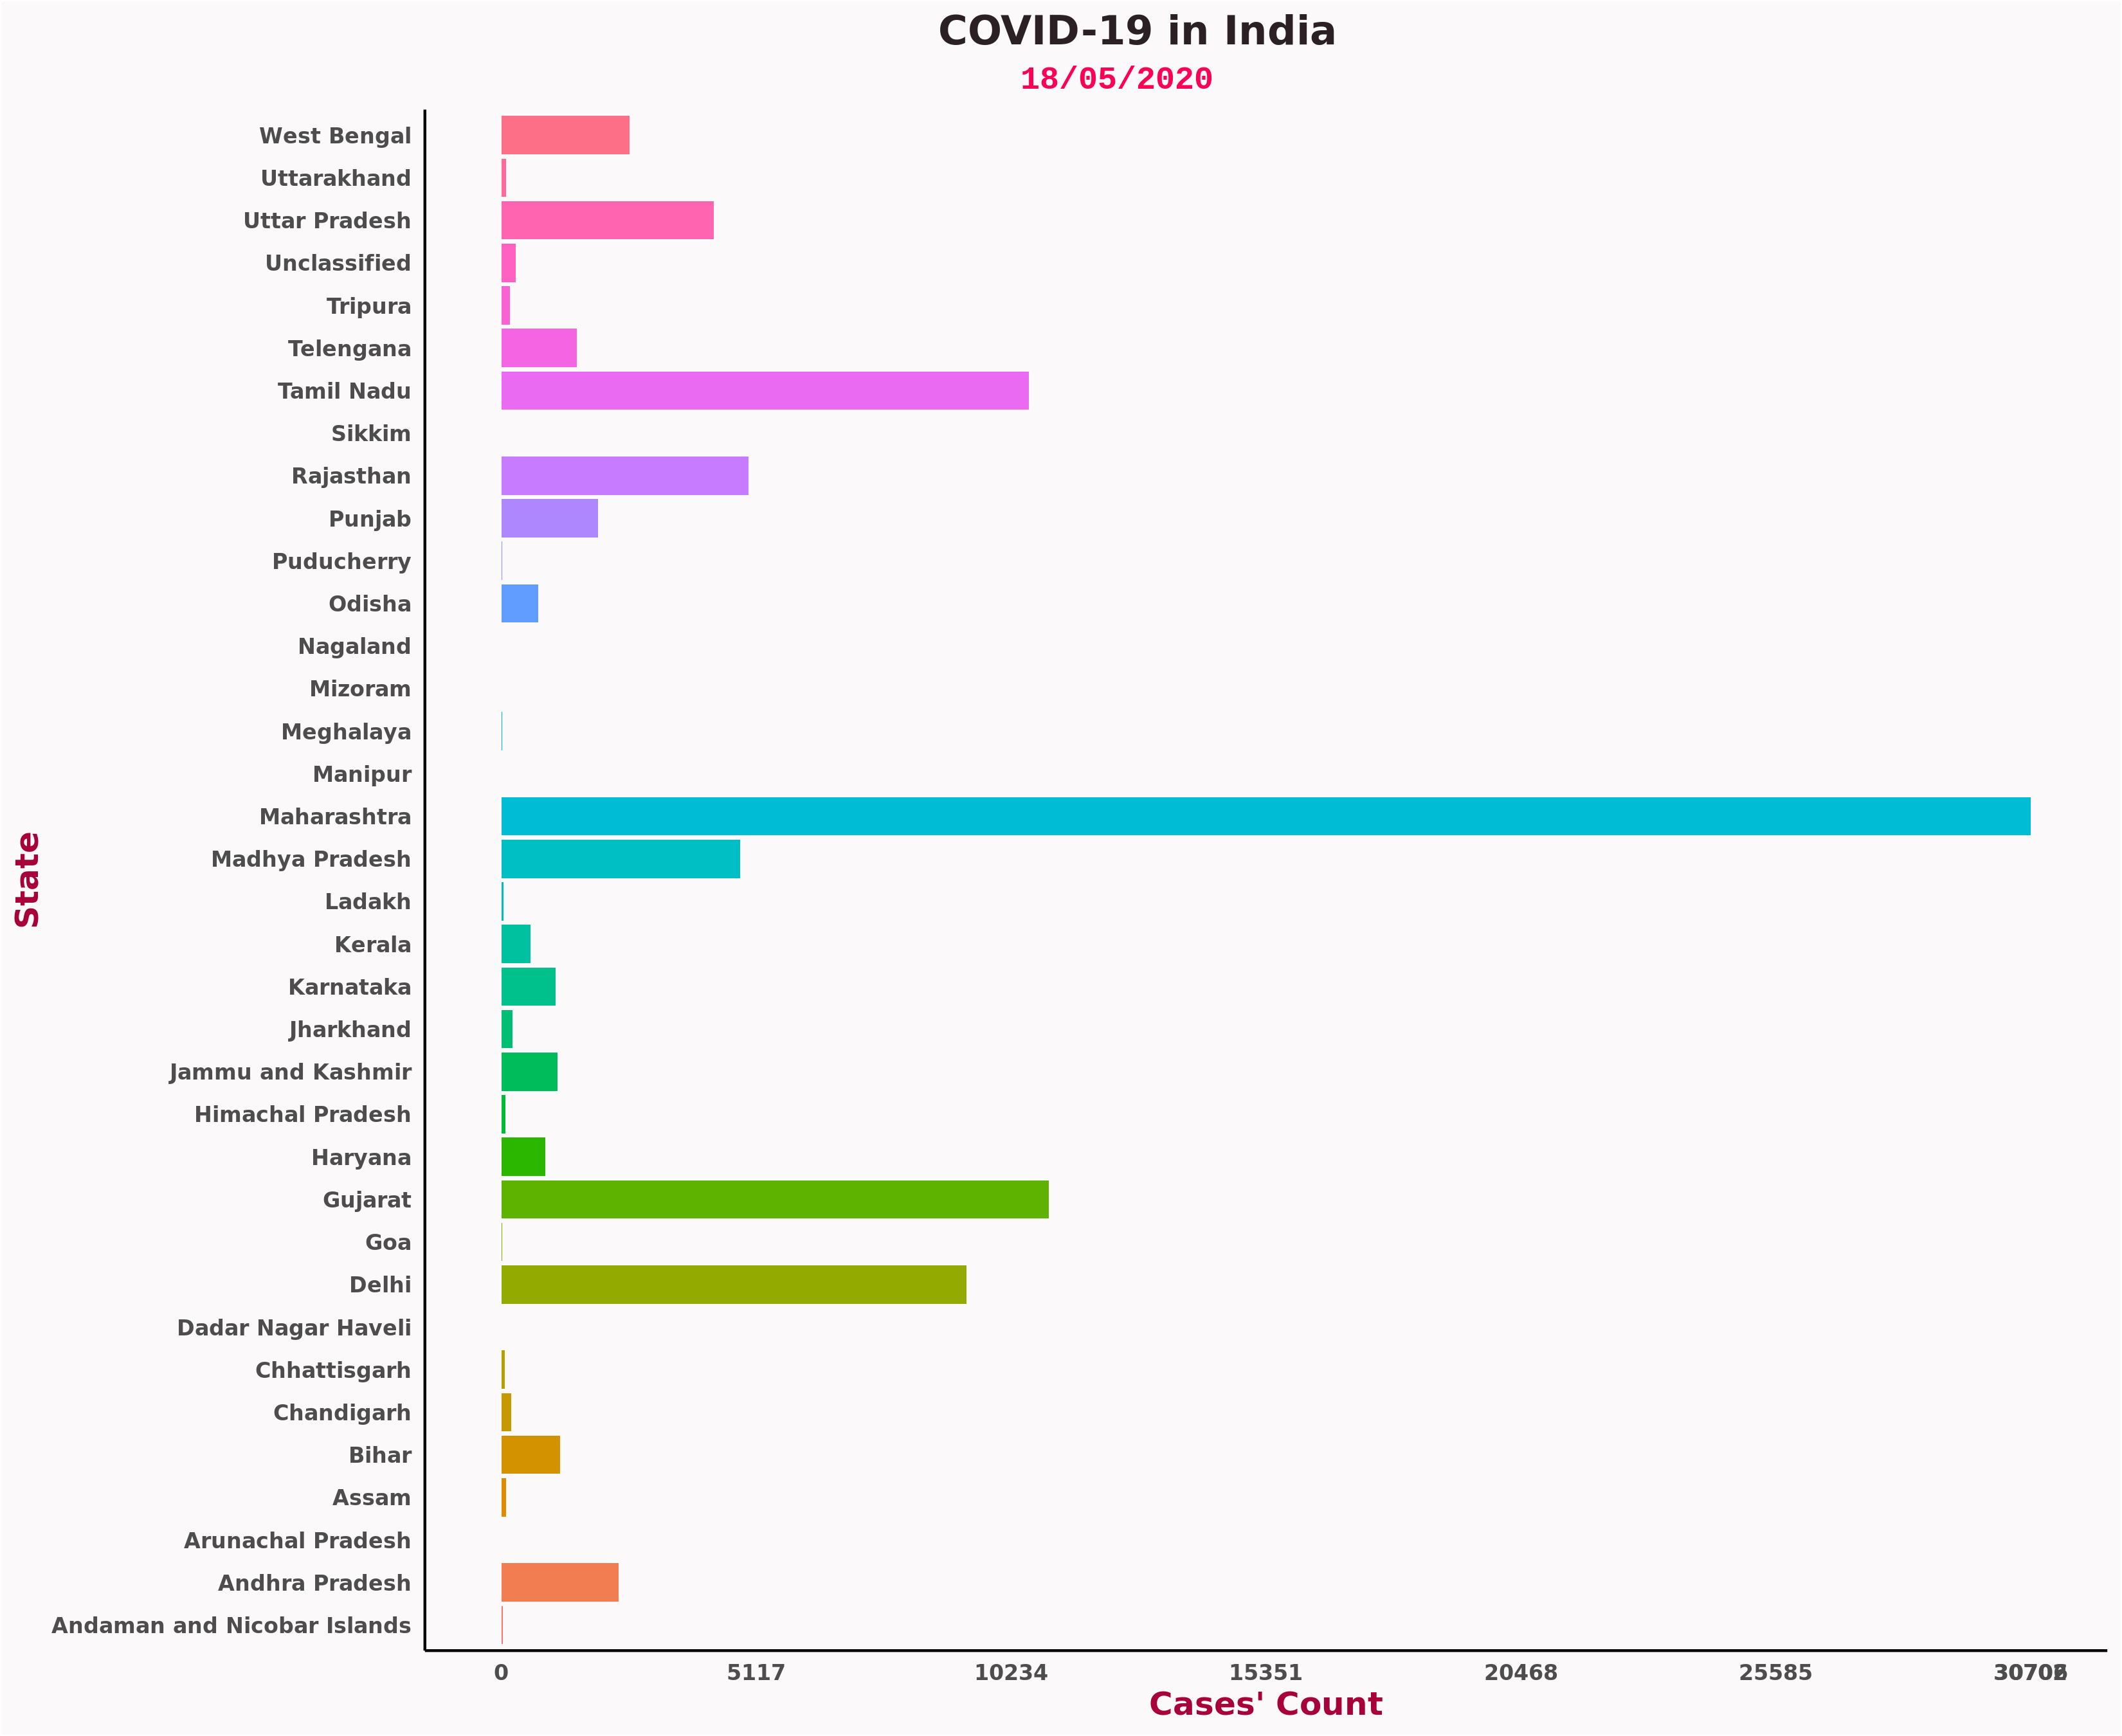 COVID-19 in India
18/05/2020
West Bengal
Uttarakhand
Uttar Pradesh
Unclassified
Tripura
Telengana
Tamil Nadu
Sikkim
Rajasthan
Punjab
Puducherry
Odisha
Nagaland
Mizoram
Meghalaya
Manipur
Maharashtra
Madhya Pradesh
Ladakh
Kerala
Karnataka
Jharkhand
Jammu and Kashmir
Himachal Pradesh
Haryana
Gujarat
Goa
Delhi
Dadar Nagar Haveli
Chhattisgarh
Chandigarh
Bihar
Assam
Arunachal Pradesh
Andhra Pradesh
Andaman and Nicobar Islands
State
0 5117 10234 15351 20468 25585
Cases' Count